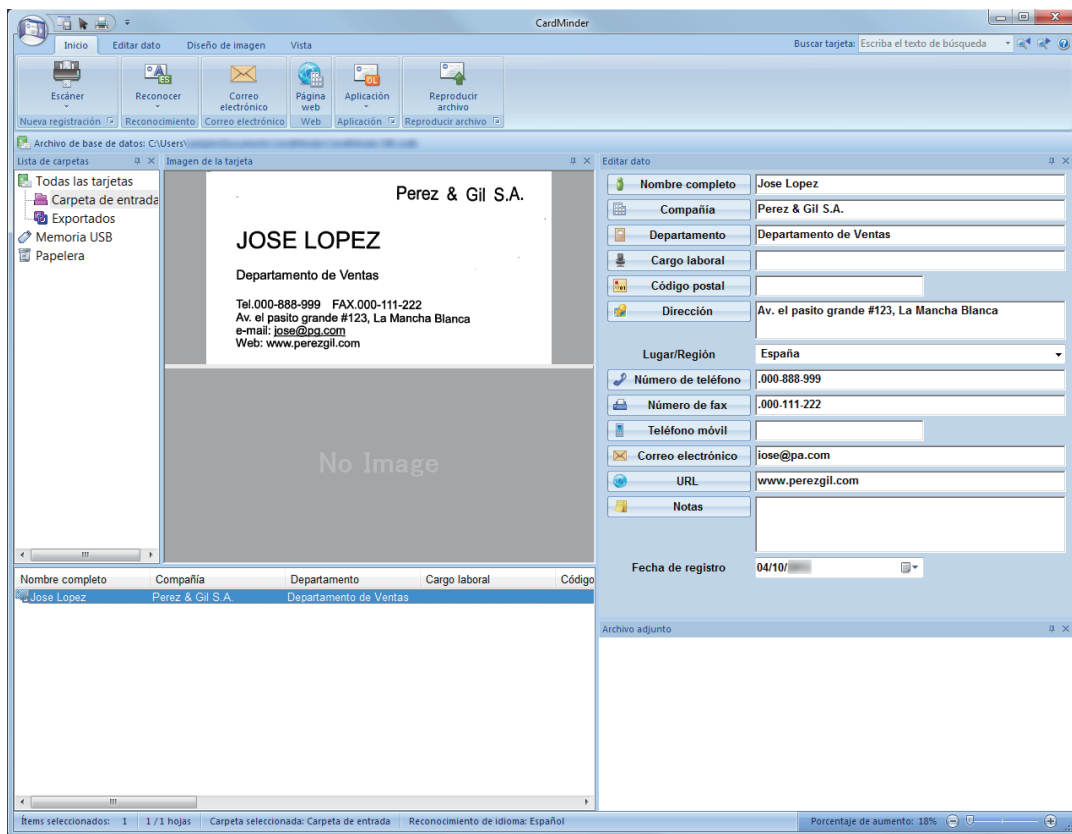 CardMinder
Inicio Editar dato Diseño de imagen Vista
Buscar tarjeta: Escriba el texto de búsqueda
Escáner
Reconocer
Correo electrónico
Página web
Aplicación
Reproducir archivo
Nueva registración Reconocimiento Correo electrónico Web Aplicación Reproducir archivo
Archivo de base de datos: C:\Users\
Lista de carpetas
Todas las tarjetas
Carpeta de entrada
Exportados
Memoria USB
Papelera
Imagen de la tarjeta
Perez & Gil S.A.
JOSE LOPEZ
Departamento de Ventas
Tel.000-888-999 FAX.000-111-222
Av. el pasito grande #123, La Mancha Blanca
e-mail: jose@pg.com
Web: www.perezgil.com
No Image
Editar dato
Nombre completo Jose Lopez
Compañía Perez & Gil S.A.
Departamento Departamento de Ventas
Cargo laboral
Código postal
Dirección Av. el pasito grande #123, La Mancha Blanca
Lugar/Región España
Número de teléfono .000-888-999
Número de fax .000-111-222
Teléfono móvil
Correo electrónico iose@pa.com
URL www.perezgil.com
Notas
Fecha de registro 04/10/
Nombre completo Compañía Departamento Cargo laboral Código
Jose Lopez Perez & Gil S.A. Departamento de Ventas
Archivo adjunto
Ítems seleccionados: 1 1 / 1 hojas Carpeta seleccionada: Carpeta de entrada Reconocimiento de idioma: Español
Porcentaje de aumento: 18%